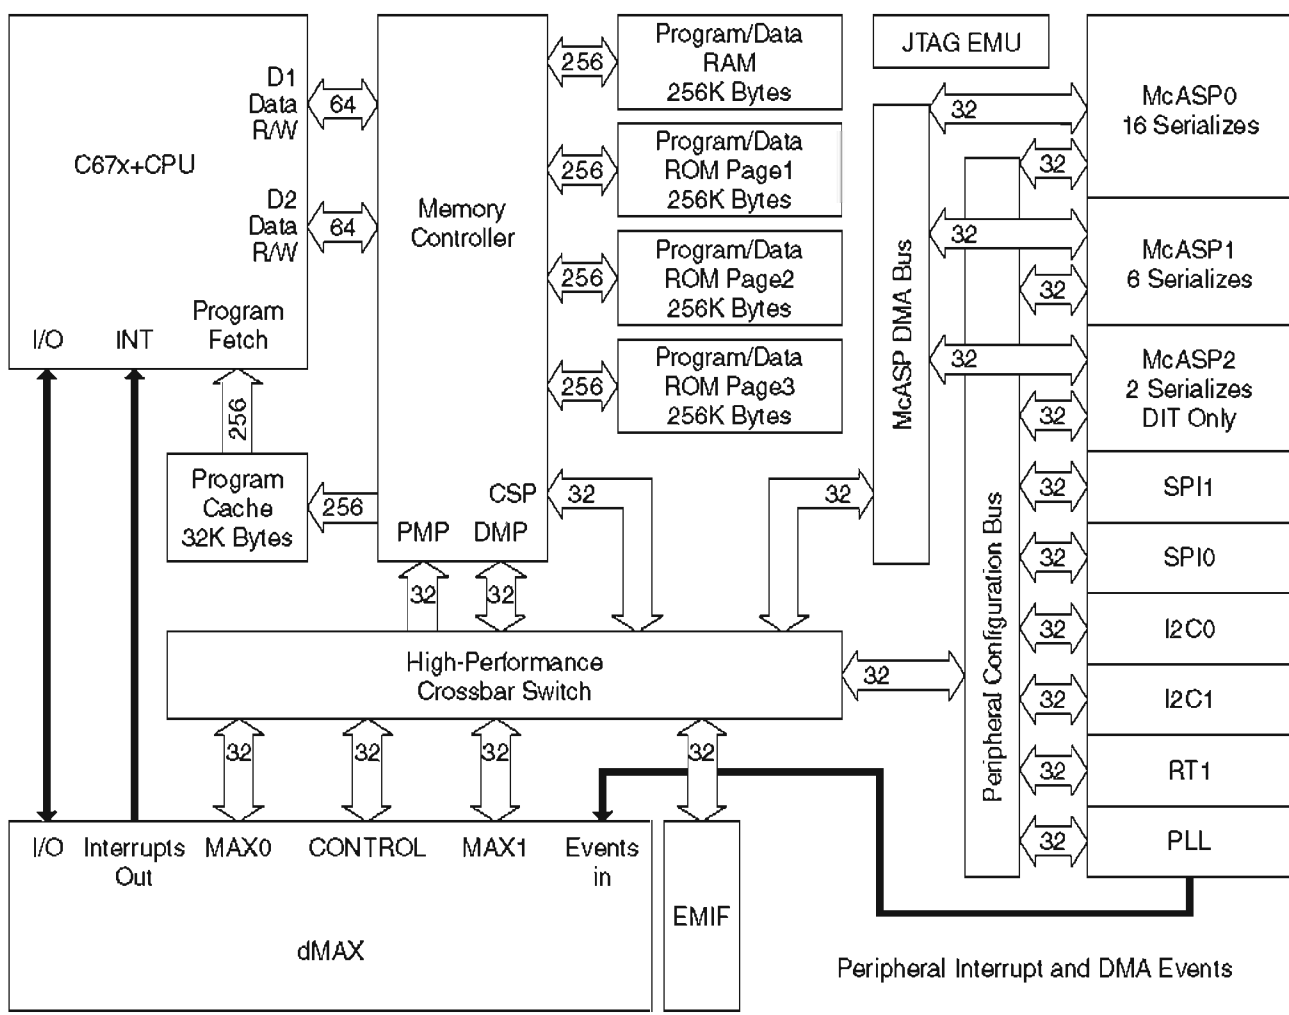 C67x+CPU
D1
Data
R/W
D2
Data
R/W
Program
Fetch
I/O
INT
64
64
256
Program
Cache
32K Bytes
256
Memory
Controller
CSP
PMP
DMP
256
256
256
256
Program/Data
RAM
256K Bytes
Program/Data
ROM Page1
256K Bytes
Program/Data
ROM Page2
256K Bytes
Program/Data
ROM Page3
256K Bytes
32
32
32
32
High-Performance
Crossbar Switch
32
32
32
32
32
I/O
Interrupts
Out
MAX0
CONTROL
MAX1
Events
in
dMAX
EMIF
JTAG EMU
McASP DMA Bus
Peripheral Configuration Bus
32
32
32
32
32
32
32
32
32
32
32
32
McASP0
16 Serializes
McASP1
6 Serializes
McASP2
2 Serializes
DIT Only
SPI1
SPI0
I2C0
I2C1
RT1
PLL
Peripheral Interrupt and DMA Events